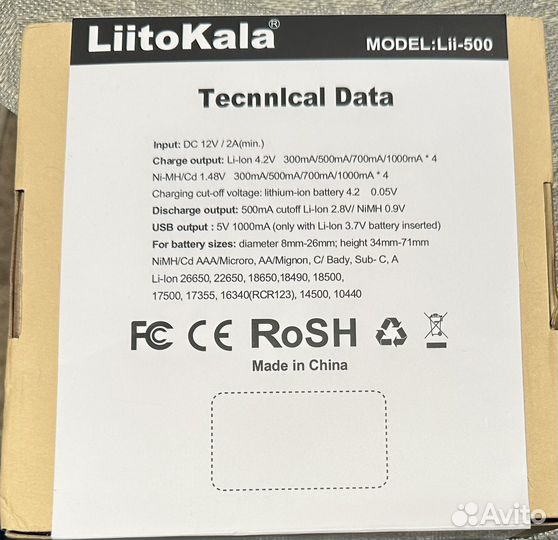 LiitoKala®
MODEL:Lii-500
Tecnnlcal Data
Input: DC 12V / 2A(min.)
Charge output: Li-lon 4.2V 300mA/500mA/700mA/1000mA * 4
Ni-MH/Cd 1.48V 300mA/500mA/700mA/1000mA * 4
Charging cut-off voltage: lithium-ion battery 4.2 0.05V
Discharge output: 500mA cutoff Li-lon 2.8V/ NiMH 0.9V
USB output : 5V 1000mA (only with Li-lon 3.7V battery inserted)
For battery sizes: diameter 8mm-26mm; height 34mm-71mm
NiMH/Cd AAA/Microro, AA/Mignon, C/ Bady, Sub- C, A
Li-lon 26650, 22650, 18650,18490, 18500,
17500, 17355, 16340(RCR123), 14500, 10440
FC CE RoSH
Made in China
Avito